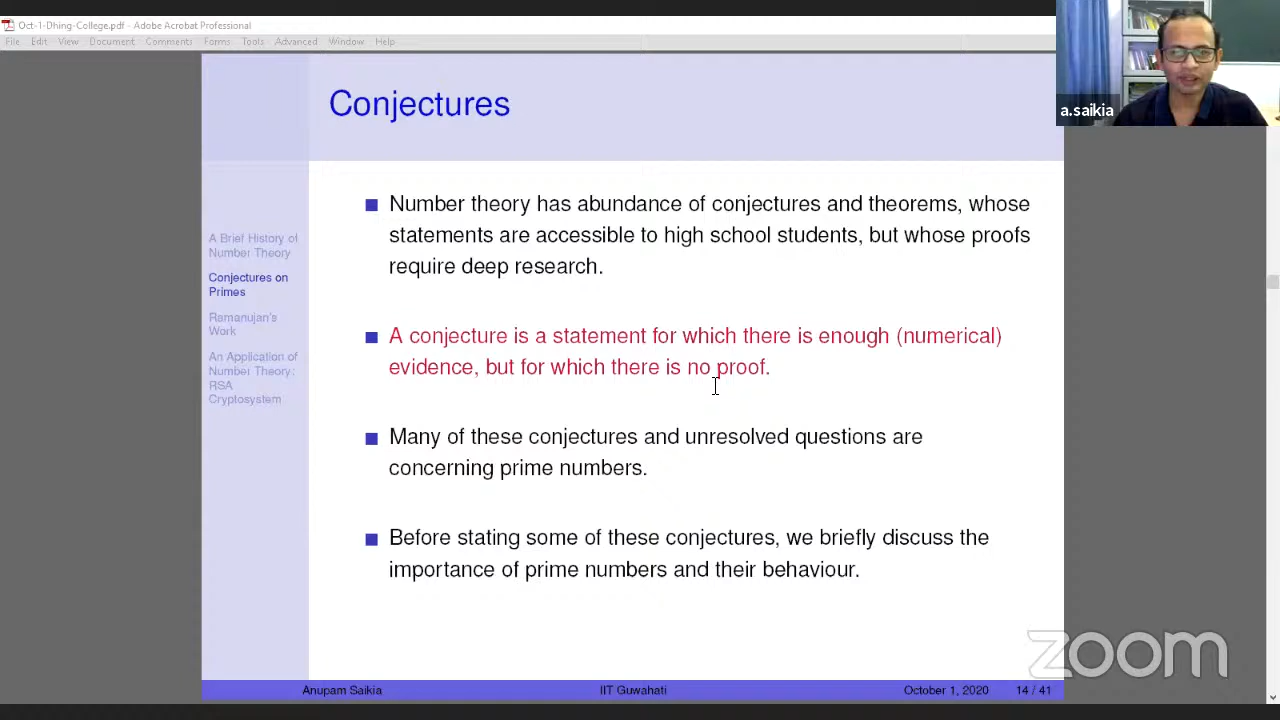 Oct-1-Dhing-College.pdf - Adobe Acrobat Professional
File Edit View Document Comments Forms Tools Advanced Window Help
a.saikia
Conjectures
Number theory has abundance of conjectures and theorems, whose
statements are accessible to high school students, but whose proofs
require deep research.
A Brief History of
Number Theory
Conjectures on
Primes
Ramanujan's
Work
An Application of
Number Theory:
RSA
Cryptosystem
A conjecture is a statement for which there is enough (numerical)
evidence, but for which there is no proof.
Many of these conjectures and unresolved questions are
concerning prime numbers.
Before stating some of these conjectures, we briefly discuss the
importance of prime numbers and their behaviour.
zoom
Anupam Saikia IIT Guwahati October 1, 2020 14 / 41